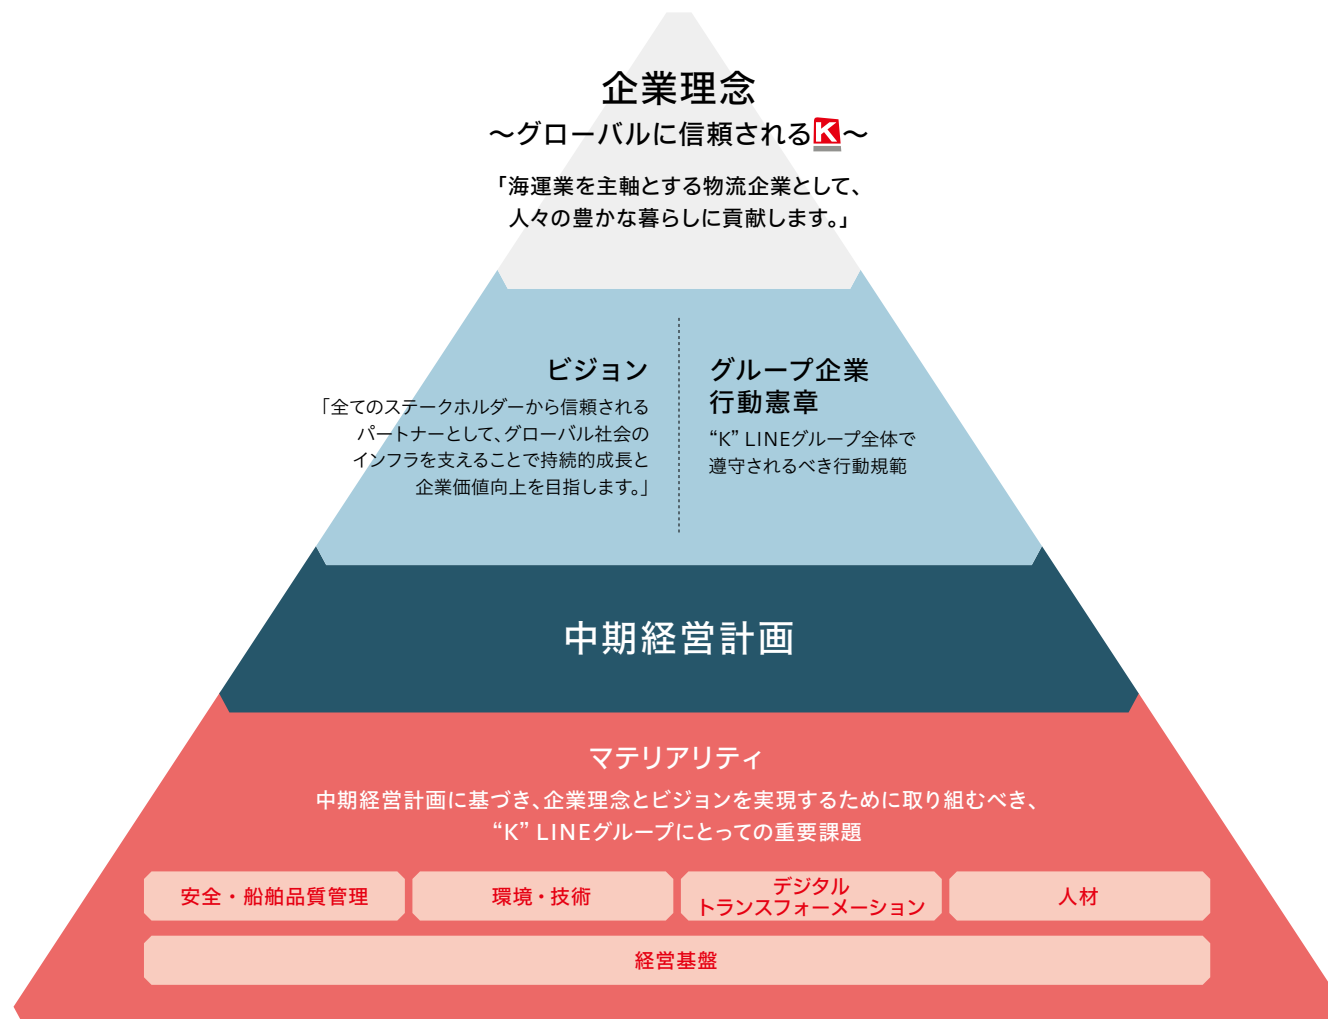 企業理念
～グローバルに信頼されるK～
「海運業を主軸とする物流企業として、
人々の豊かな暮らしに貢献します。」
ビジョン
「全てのステークホルダーから信頼される
パートナーとして、グローバル社会の
インフラを支えることで持続的成長と
企業価値向上を目指します。」
グループ企業
行動憲章
“K” LINEグループ全体で
遵守されるべき行動規範
中期経営計画
マテリアリティ
中期経営計画に基づき、企業理念とビジョンを実現するために取り組むべき、
“K” LINEグループにとっての重要課題
安全・船舶品質管理
環境・技術
デジタル
トランスフォーメーション
人材
経営基盤